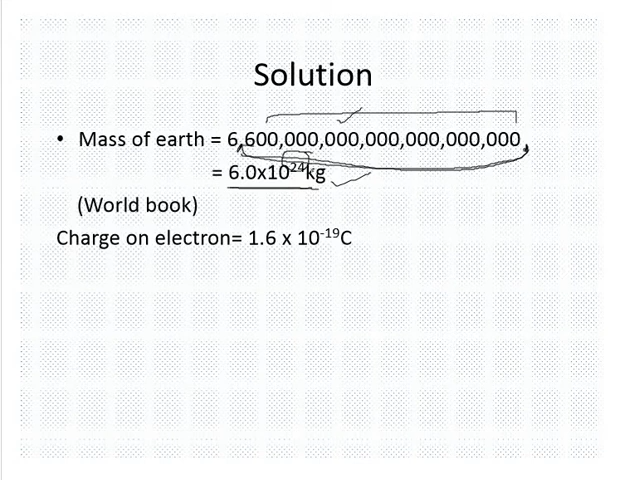 Solution
• Mass of earth = 6,600,000,000,000,000,000,000,
= 6.0x10²⁴kg
(World book)
Charge on electron= 1.6 x 10⁻¹⁹C